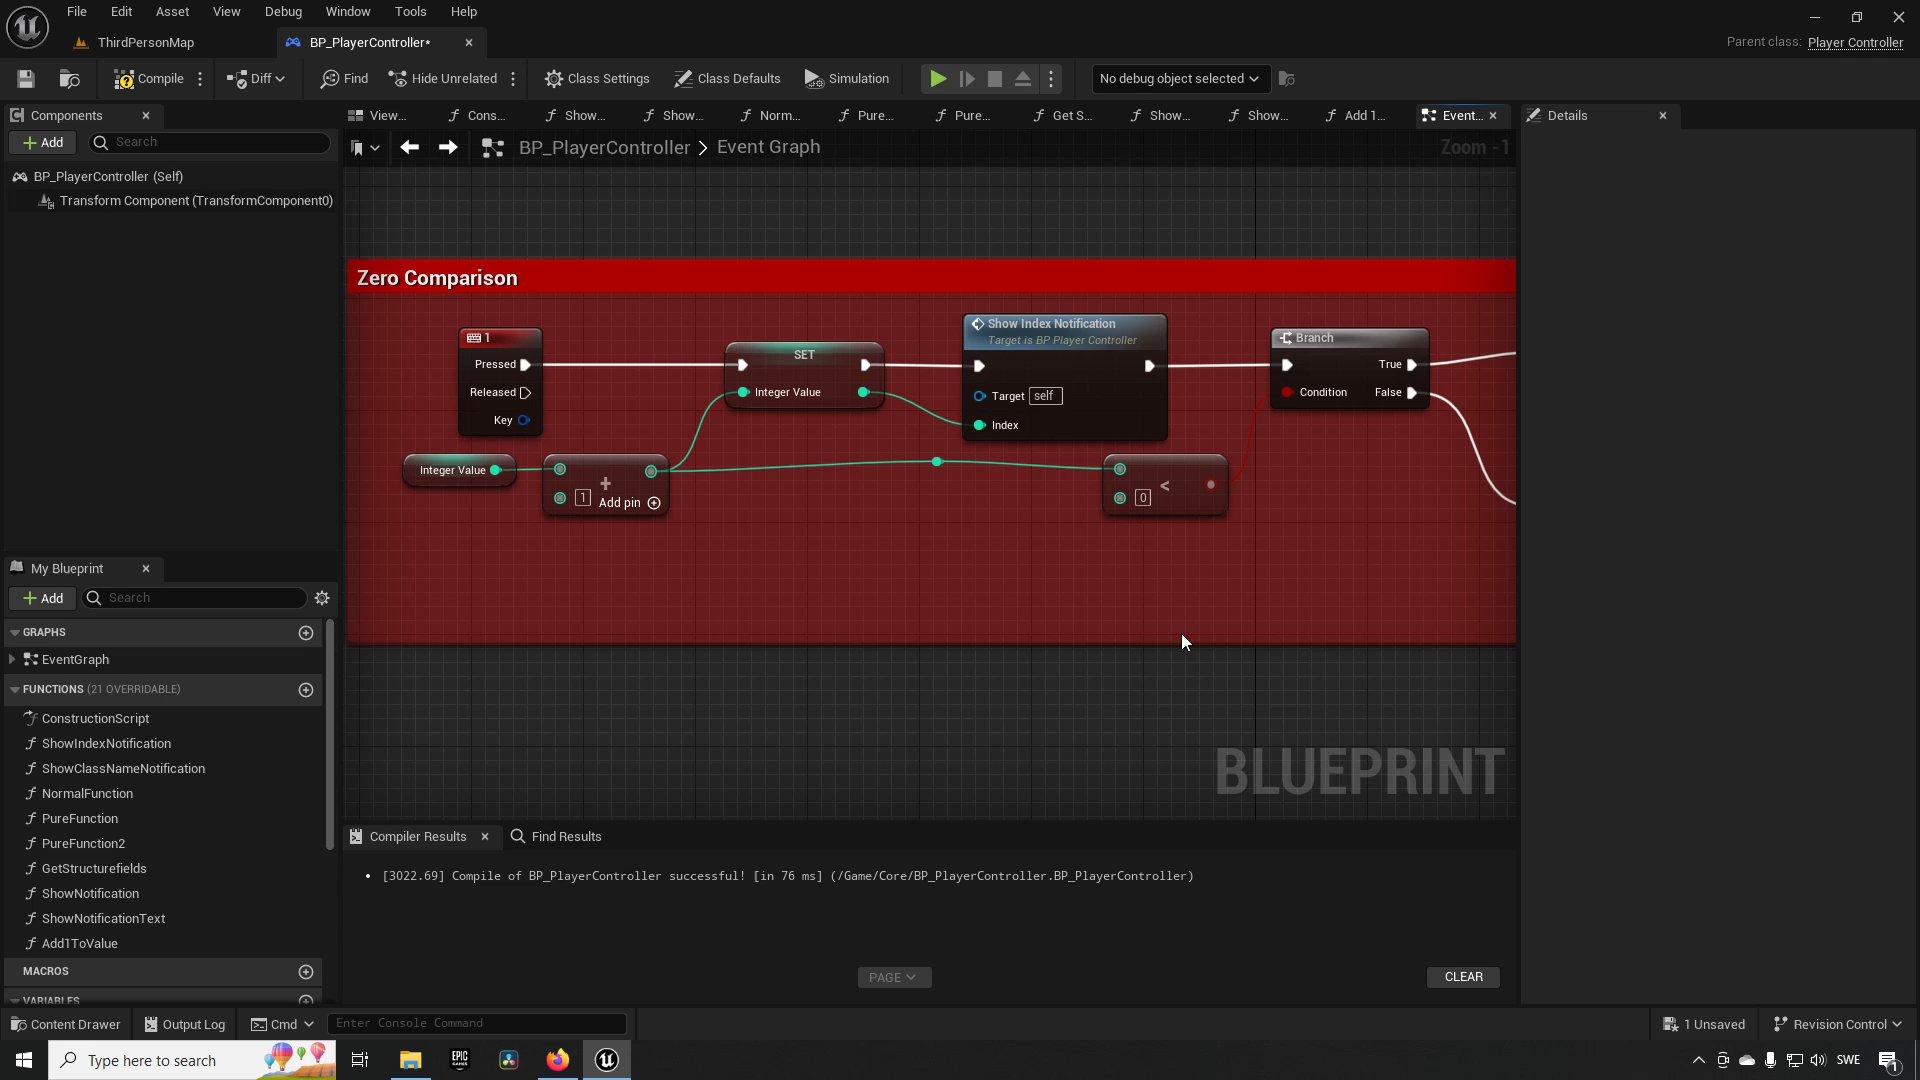 File Edit Asset View Debug Window Tools Help
ThirdPersonMap
BP_PlayerController*
Parent class: Player Controller
Compile
Diff
Find
Hide Unrelated
Class Settings
Class Defaults
Simulation
No debug object selected
Components
View...
Cons...
Show...
Show...
Norm...
Pure...
Pure...
Get S...
Show...
Show...
Add 1...
Event...
Details
Add
Search
BP_PlayerController > Event Graph
Zoom -1
BP_PlayerController (Self)
Transform Component (TransformComponent0)
Zero Comparison
1
Pressed
Released
Key
SET
Integer Value
Show Index Notification
Target is BP Player Controller
Target self
Index
Branch
True
Condition False
Integer Value
+
1 Add pin
<
0
My Blueprint
Add
Search
GRAPHS
EventGraph
FUNCTIONS (21 OVERRIDABLE)
ConstructionScript
ShowIndexNotification
ShowClassNameNotification
NormalFunction
PureFunction
PureFunction2
GetStructurefields
ShowNotification
ShowNotificationText
Add1ToValue
MACROS
VARIABLES
BLUEPRINT
Compiler Results
Find Results
• [3022.69] Compile of BP_PlayerController successful! [in 76 ms] (/Game/Core/BP_PlayerController.BP_PlayerController)
PAGE
CLEAR
Content Drawer
Output Log
Cmd
Enter Console Command
1 Unsaved
Revision Control
Type here to search
EPIC
GAMES
SWE
1